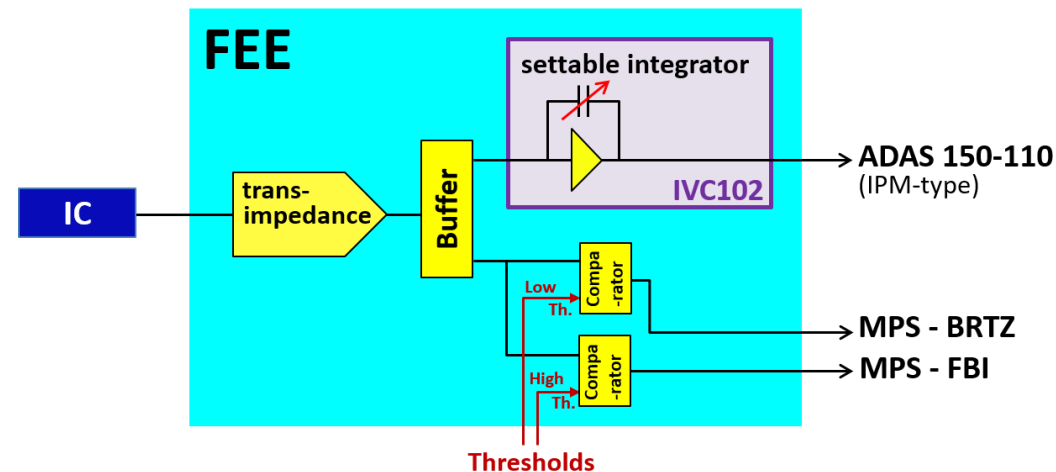 FEE
settable integrator
IVC102
ADAS 150-110
(IPM-type)
IC
trans-
impedance
Buffer
Compa
-rator
Low
Th.
MPS - BRTZ
Compa
-rator
MPS - FBI
High
Th.
Thresholds